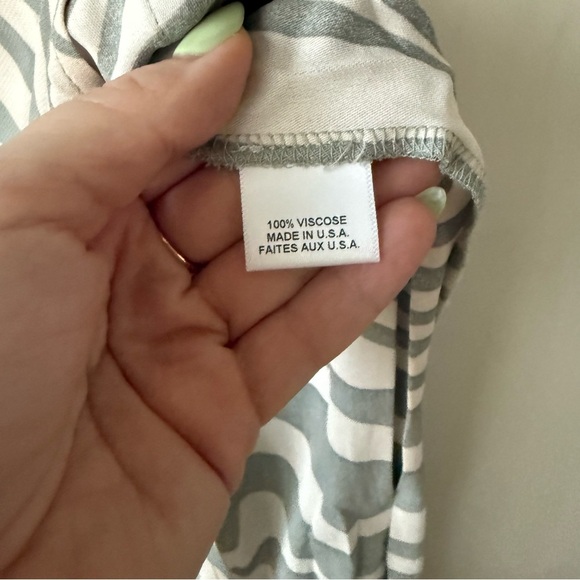 100% VISCOSE
MADE IN U.S.A.
FAITES AUX U.S.A.